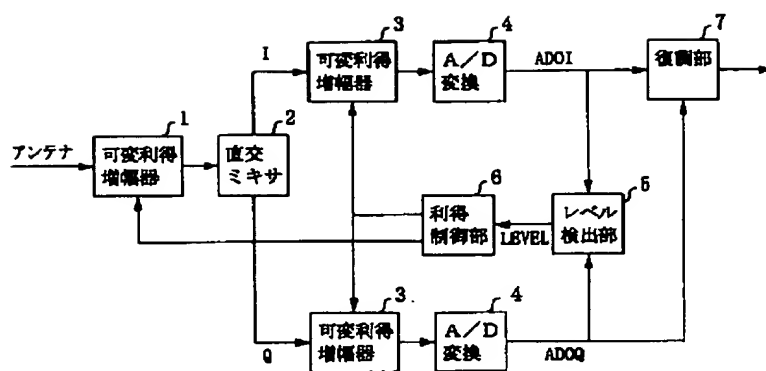 3
4
7
I
可変利得
増幅器
A/D
変換
ADOI
復調部
1
2
アンテナ
可変利得
増幅器
直交
ミキサ
6
5
利得
制御部
LEVEL
レベル
検出部
3
4
Q
可変利得
増幅器
A/D
変換
ADOQ